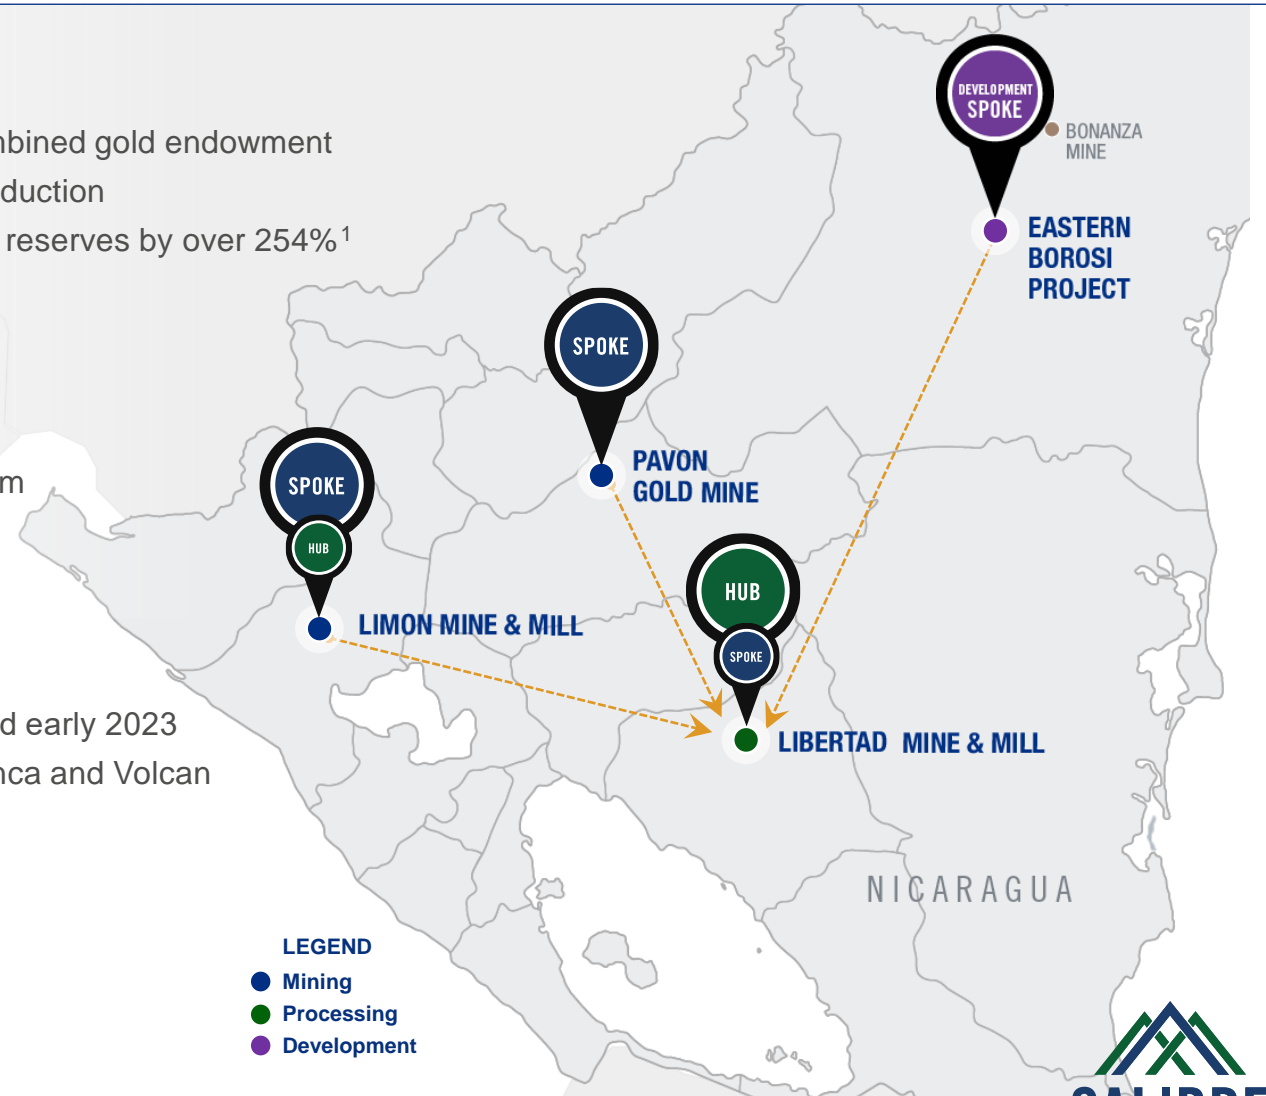 DEVELOPMENT
SPOKE
BONANZA
MINE
mbined gold endowment
duction
reserves by over 254%¹
EASTERN
BOROSI
PROJECT
SPOKE
PAVON
GOLD MINE
m
SPOKE
HUB
HUB
SPOKE
LIMON MINE & MILL
d early 2023
nca and Volcan
LIBERTAD MINE & MILL
NICARAGUA
LEGEND
Mining
Processing
Development
CALIBRE